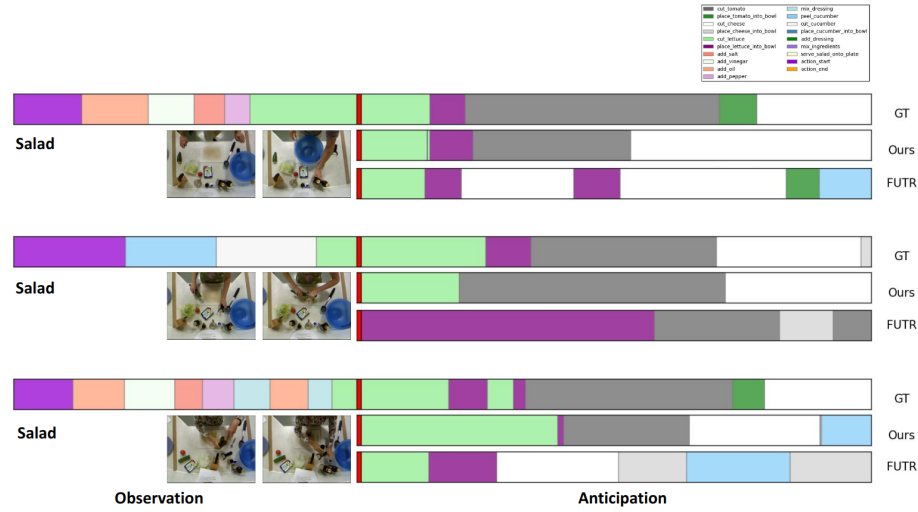 cut_tomato
place_tomato_into_bowl
cut_cheese
place_cheese_into_bowl
cut_lettuce
place_lettuce_into_bowl
add_salt
add_vinegar
add_oil
add_pepper
mix_dressing
peel_cucumber
cut_cucumber
place_cucumber_into_bowl
add_dressing
mix_ingredients
serve_salad_onto_plate
action_start
action_end
GT
Salad
Ours
FUTR
GT
Salad
Ours
FUTR
GT
Salad
Ours
FUTR
Observation
Anticipation